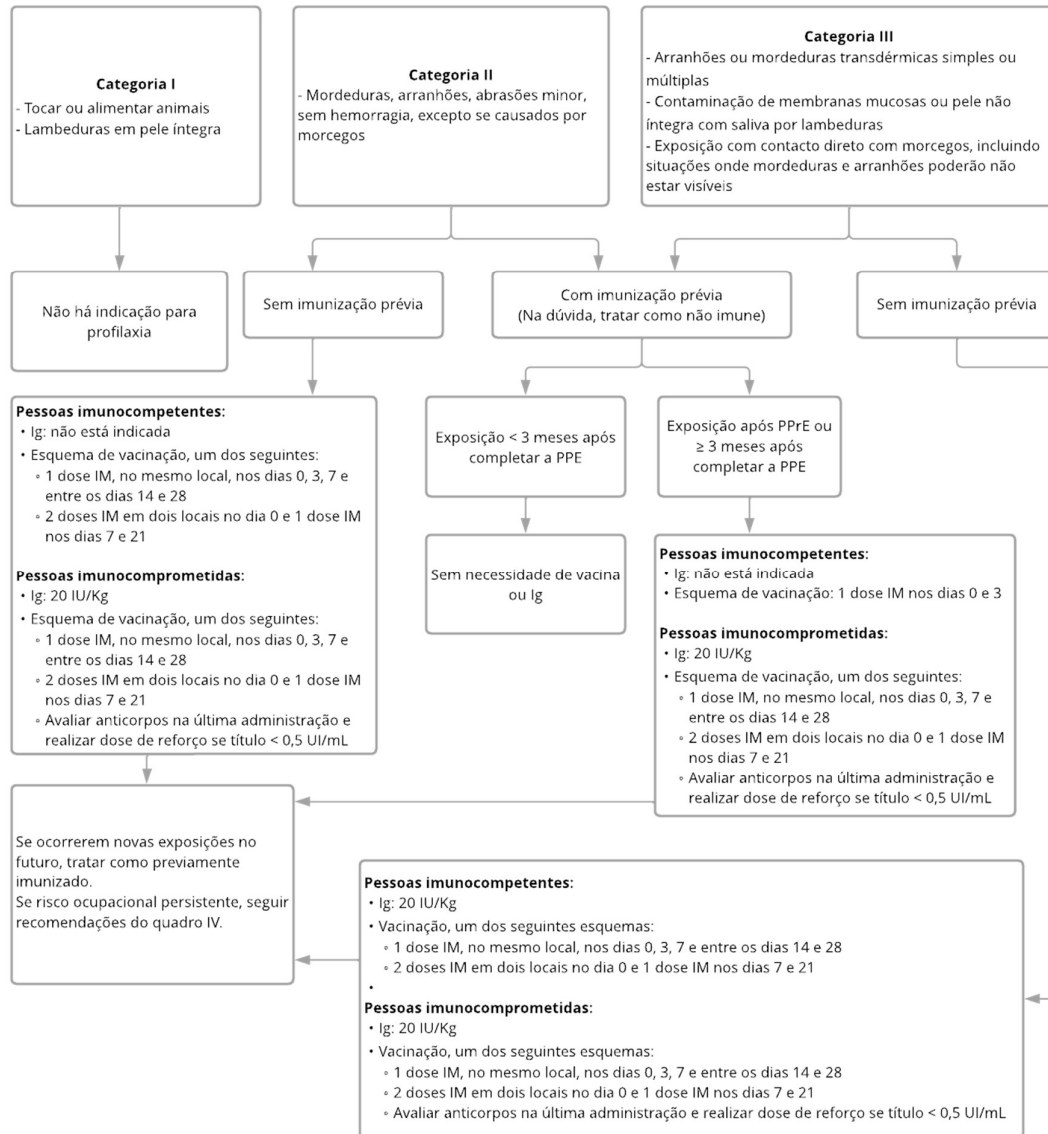 Categoria I
- Tocar ou alimentar animais
- Lambeduras em pele íntegra
Categoria II
- Mordeduras, arranhões, abrasões minor,
sem hemorragia, excepto se causados por
morcegos
Categoria III
- Arranhões ou mordeduras transdérmicas simples ou
múltiplas
- Contaminação de membranas mucosas ou pele não
íntegra com saliva por lambeduras
- Exposição com contacto direto com morcegos, incluindo
situações onde mordeduras e arranhões poderão não
estar visíveis
Não há indicação para
profilaxia
Sem imunização prévia
Com imunização prévia
(Na dúvida, tratar como não imune)
Sem imunização prévia
Pessoas imunocompetentes:
• Ig: não está indicada
• Esquema de vacinação, um dos seguintes:
◦ 1 dose IM, no mesmo local, nos dias 0, 3, 7 e
entre os dias 14 e 28
◦ 2 doses IM em dois locais no dia 0 e 1 dose IM
nos dias 7 e 21
Pessoas imunocomprometidas:
• Ig: 20 IU/Kg
• Esquema de vacinação, um dos seguintes:
◦ 1 dose IM, no mesmo local, nos dias 0, 3, 7 e
entre os dias 14 e 28
◦ 2 doses IM em dois locais no dia 0 e 1 dose IM
nos dias 7 e 21
◦ Avaliar anticorpos na última administração e
realizar dose de reforço se título < 0,5 UI/mL
Exposição < 3 meses após
completar a PPE
Exposição após PPrE ou
≥ 3 meses após
completar a PPE
Sem necessidade de vacina
ou Ig
Pessoas imunocompetentes:
• Ig: não está indicada
• Esquema de vacinação: 1 dose IM nos dias 0 e 3
Pessoas imunocomprometidas:
• Ig: 20 IU/Kg
• Esquema de vacinação, um dos seguintes:
◦ 1 dose IM, no mesmo local, nos dias 0, 3, 7 e
entre os dias 14 e 28
◦ 2 doses IM em dois locais no dia 0 e 1 dose IM
nos dias 7 e 21
◦ Avaliar anticorpos na última administração e
realizar dose de reforço se título < 0,5 UI/mL
Se ocorrerem novas exposições no
futuro, tratar como previamente
imunizado.
Se risco ocupacional persistente, seguir
recomendações do quadro IV.
Pessoas imunocompetentes:
• Ig: 20 IU/Kg
• Vacinação, um dos seguintes esquemas:
◦ 1 dose IM, no mesmo local, nos dias 0, 3, 7 e entre os dias 14 e 28
◦ 2 doses IM em dois locais no dia 0 e 1 dose IM nos dias 7 e 21
•
Pessoas imunocomprometidas:
• Ig: 20 IU/Kg
• Vacinação, um dos seguintes esquemas:
◦ 1 dose IM, no mesmo local, nos dias 0, 3, 7 e entre os dias 14 e 28
◦ 2 doses IM em dois locais no dia 0 e 1 dose IM nos dias 7 e 21
◦ Avaliar anticorpos na última administração e realizar dose de reforço se título < 0,5 UI/mL